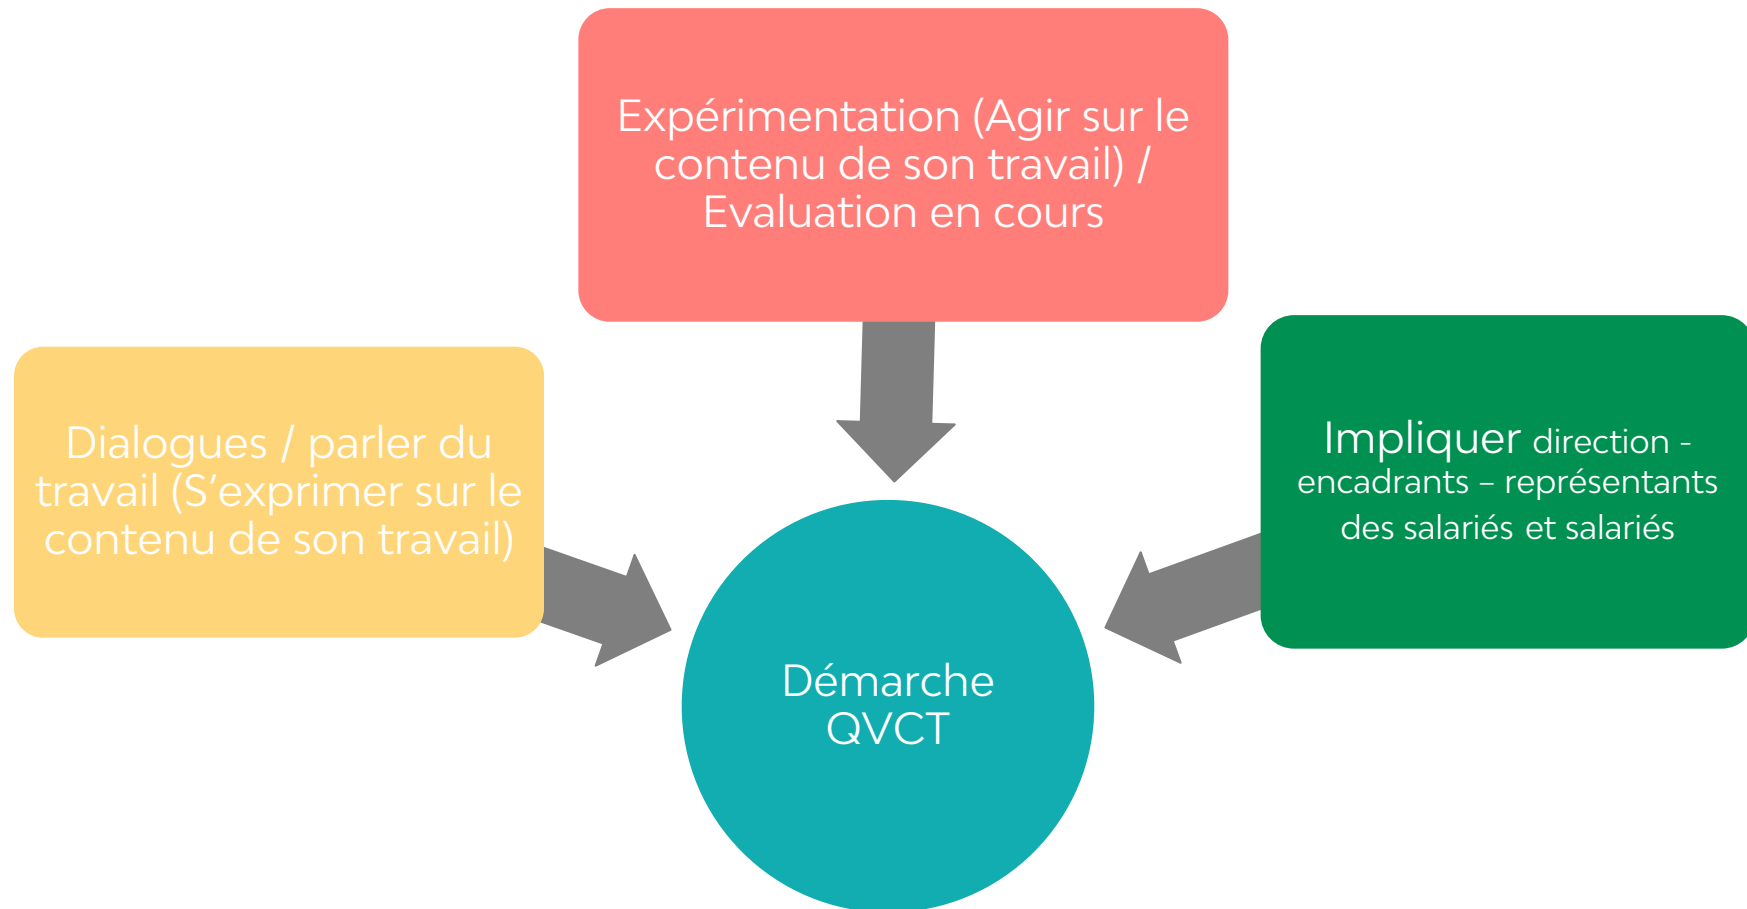 Expérimentation (Agir sur le
contenu de son travail) /
Evaluation en cours
Dialogues / parler du
travail (S’exprimer sur le
contenu de son travail)
Impliquer direction -
encadrants – représentants
des salariés et salariés
Démarche
QVCT